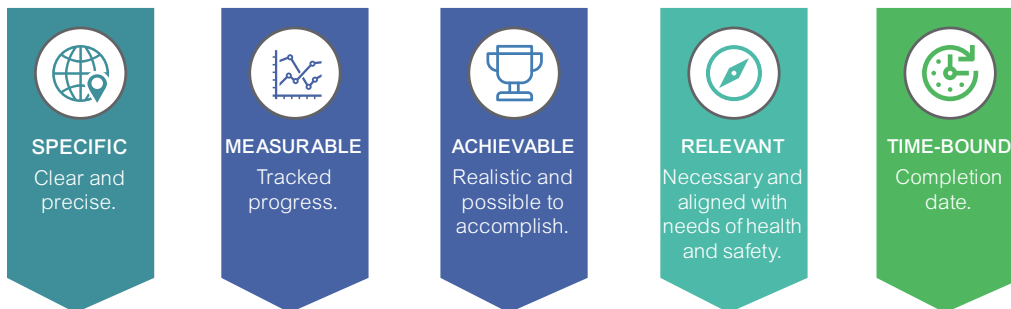 SPECIFIC
Clear and
precise.
MEASURABLE
Tracked
progress.
ACHIEVABLE
Realistic and
possible to
accomplish.
RELEVANT
Necessary and
aligned with
needs of health
and safety.
TIME-BOUND
Completion
date.